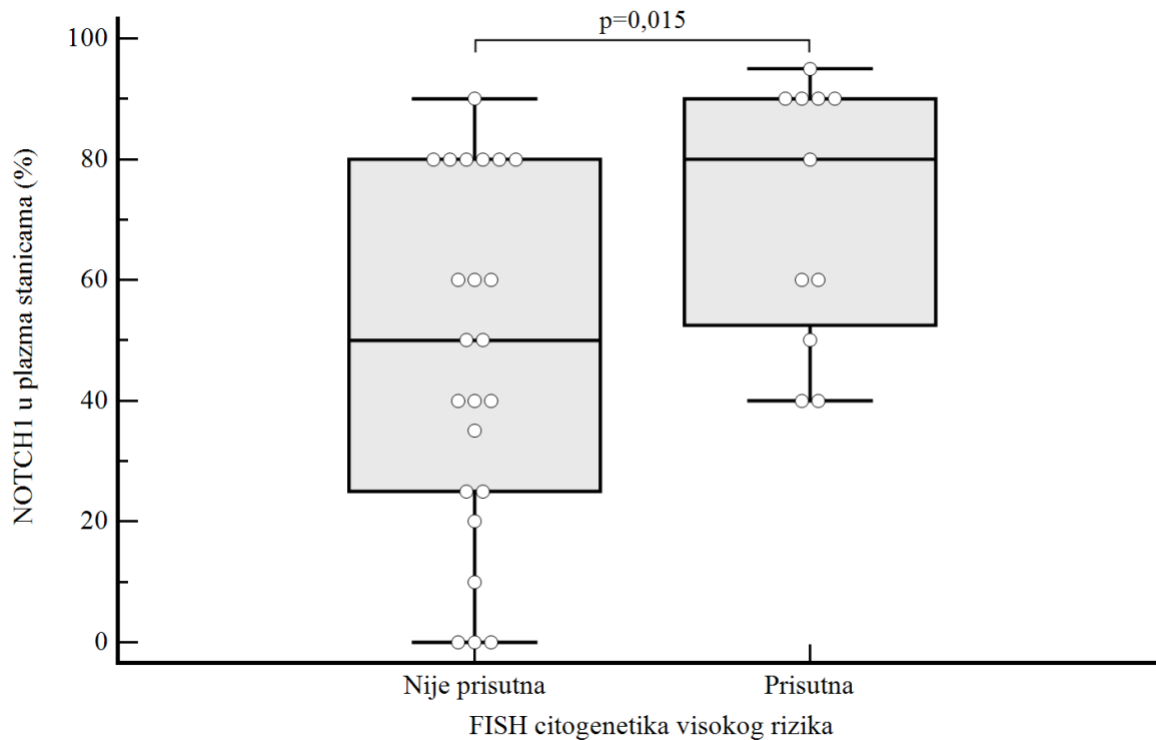 p=0,015
100
80
60
40
20
0
NOTCH1 u plazma stanicama (%)
Nije prisutna
Prisutna
FISH citogenetika visokog rizika